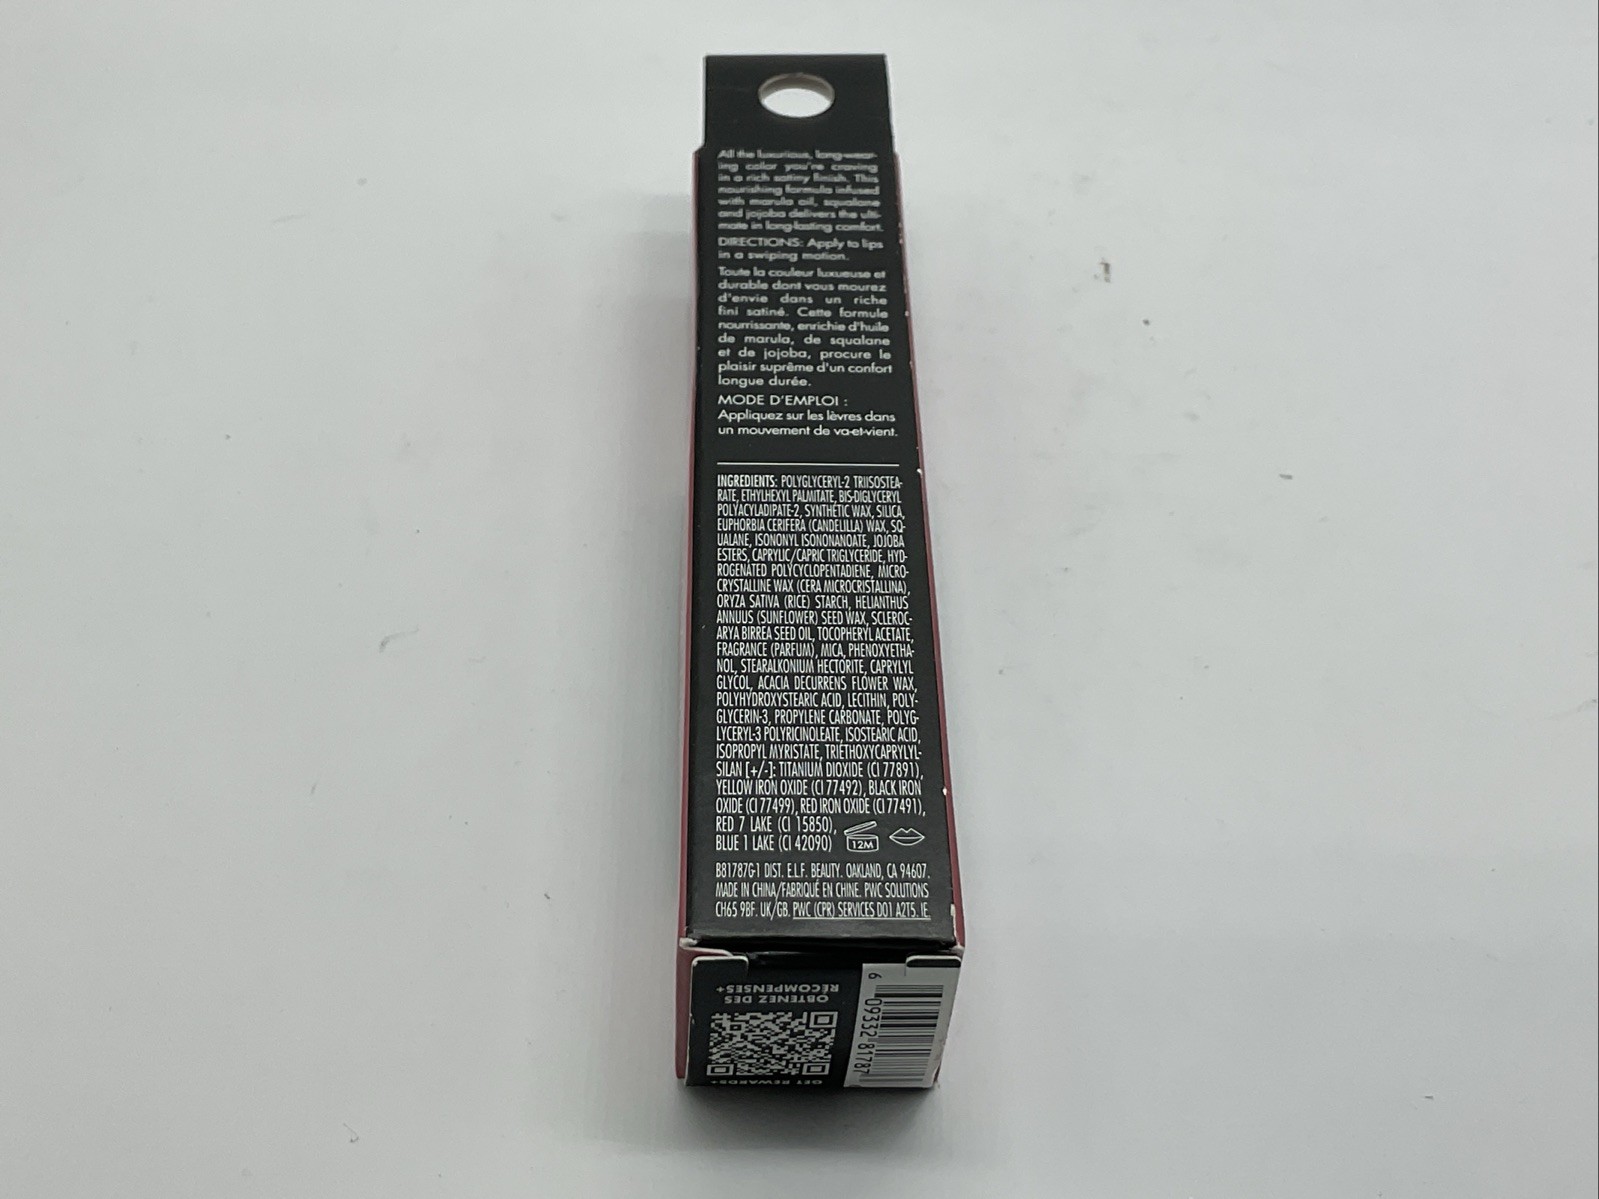 All the luxurious, long-wear-
ing color you're craving
in a rich satiny finish. This
nourishing formula infused
with marula oil, squalane
and jojoba delivers the ulti-
mate in long-lasting comfort.
DIRECTIONS: Apply to lips
in a swiping motion.
Toute la couleur luxueuse et
durable dont vous mourez
d'envie dans un riche
fini satiné. Cette formule
nourrissante, enrichie d'huile
de marula, de squalane
et de jojoba, procure le
plaisir suprême d'un confort
longue durée.
MODE D'EMPLOI :
Appliquez sur les lèvres dans
un mouvement de va-et-vient.
INGREDIENTS: POLYGLYCERYL-2 TRIISOSTEA-
RATE, ETHYLHEXYL PALMITATE, BIS-DIGLYCERYL
POLYACYLADIPATE-2, SYNTHETIC WAX, SILICA,
EUPHORBIA CERIFERA (CANDELILLA) WAX, SQ-
UALANE, ISONONYL ISONONANOATE, JOJOBA
ESTERS, CAPRYLIC/CAPRIC TRIGLYCERIDE, HYD-
ROGENATED POLYCYCLOPENTADIENE, MICRO-
CRYSTALLINE WAX (CERA MICROCRISTALLINA),
ORYZA SATIVA (RICE) STARCH, HELIANTHUS
ANNUUS (SUNFLOWER) SEED WAX, SCLEROC-
ARYA BIRREA SEED OIL, TOCOPHERYL ACETATE,
FRAGRANCE (PARFUM), MICA, PHENOXYETHA-
NOL, STEARALKONIUM HECTORITE, CAPRYLYL
GLYCOL, ACACIA DECURRENS FLOWER WAX,
POLYHYDROXYSTEARIC ACID, LECITHIN, POLY-
GLYCERIN-3, PROPYLENE CARBONATE, POLYG-
LYCERYL-3 POLYRICINOLEATE, ISOSTEARIC ACID,
ISOPROPYL MYRISTATE, TRIETHOXYCAPRYLYL-
SILAN [+/-]: TITANIUM DIOXIDE (CI 77891),
YELLOW IRON OXIDE (CI 77492), BLACK IRON
OXIDE (CI 77499), RED IRON OXIDE (CI 77491),
RED 7 LAKE (CI 15850),
BLUE 1 LAKE (CI 42090)
12M
B81787G1 DIST. E.L.F. BEAUTY. OAKLAND, CA 94607.
MADE IN CHINA/FABRIQUÉ EN CHINE. PWC SOLUTIONS
CH65 9BF. UK/GB. PWC (CPR) SERVICES D01 A2T5. IE.
OBTENEZ DES
RÉCOMPENSES+
GET REWARDS+
6 09332 81787